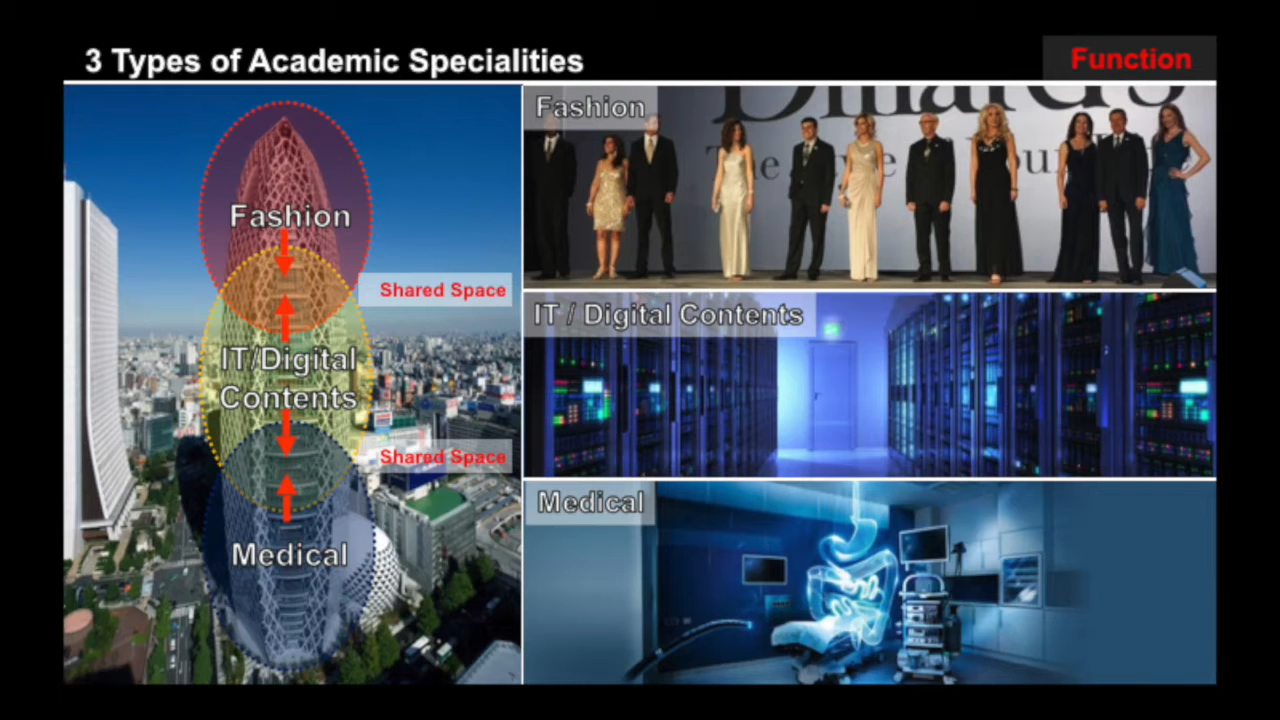 3 Types of Academic Specialities
Function
Fashion
Shared Space
IT/Digital
Contents
Shared Space
Medical
Fashion
The
IT / Digital Contents
Medical